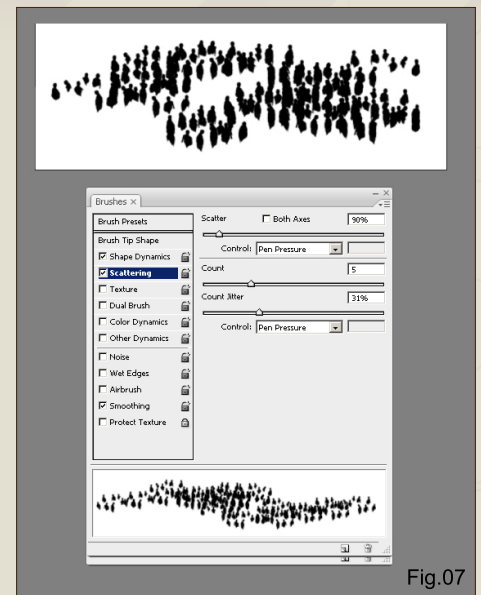 Brushes ×
Brush Presets
Scatter
Both Axes
90%
Brush Tip Shape
Control: Pen Pressure
Shape Dynamics
Scattering
Count
5
Texture
Count Jitter
31%
Dual Brush
Control: Pen Pressure
Color Dynamics
Other Dynamics
Noise
Wet Edges
Airbrush
Smoothing
Protect Texture
Fig.07